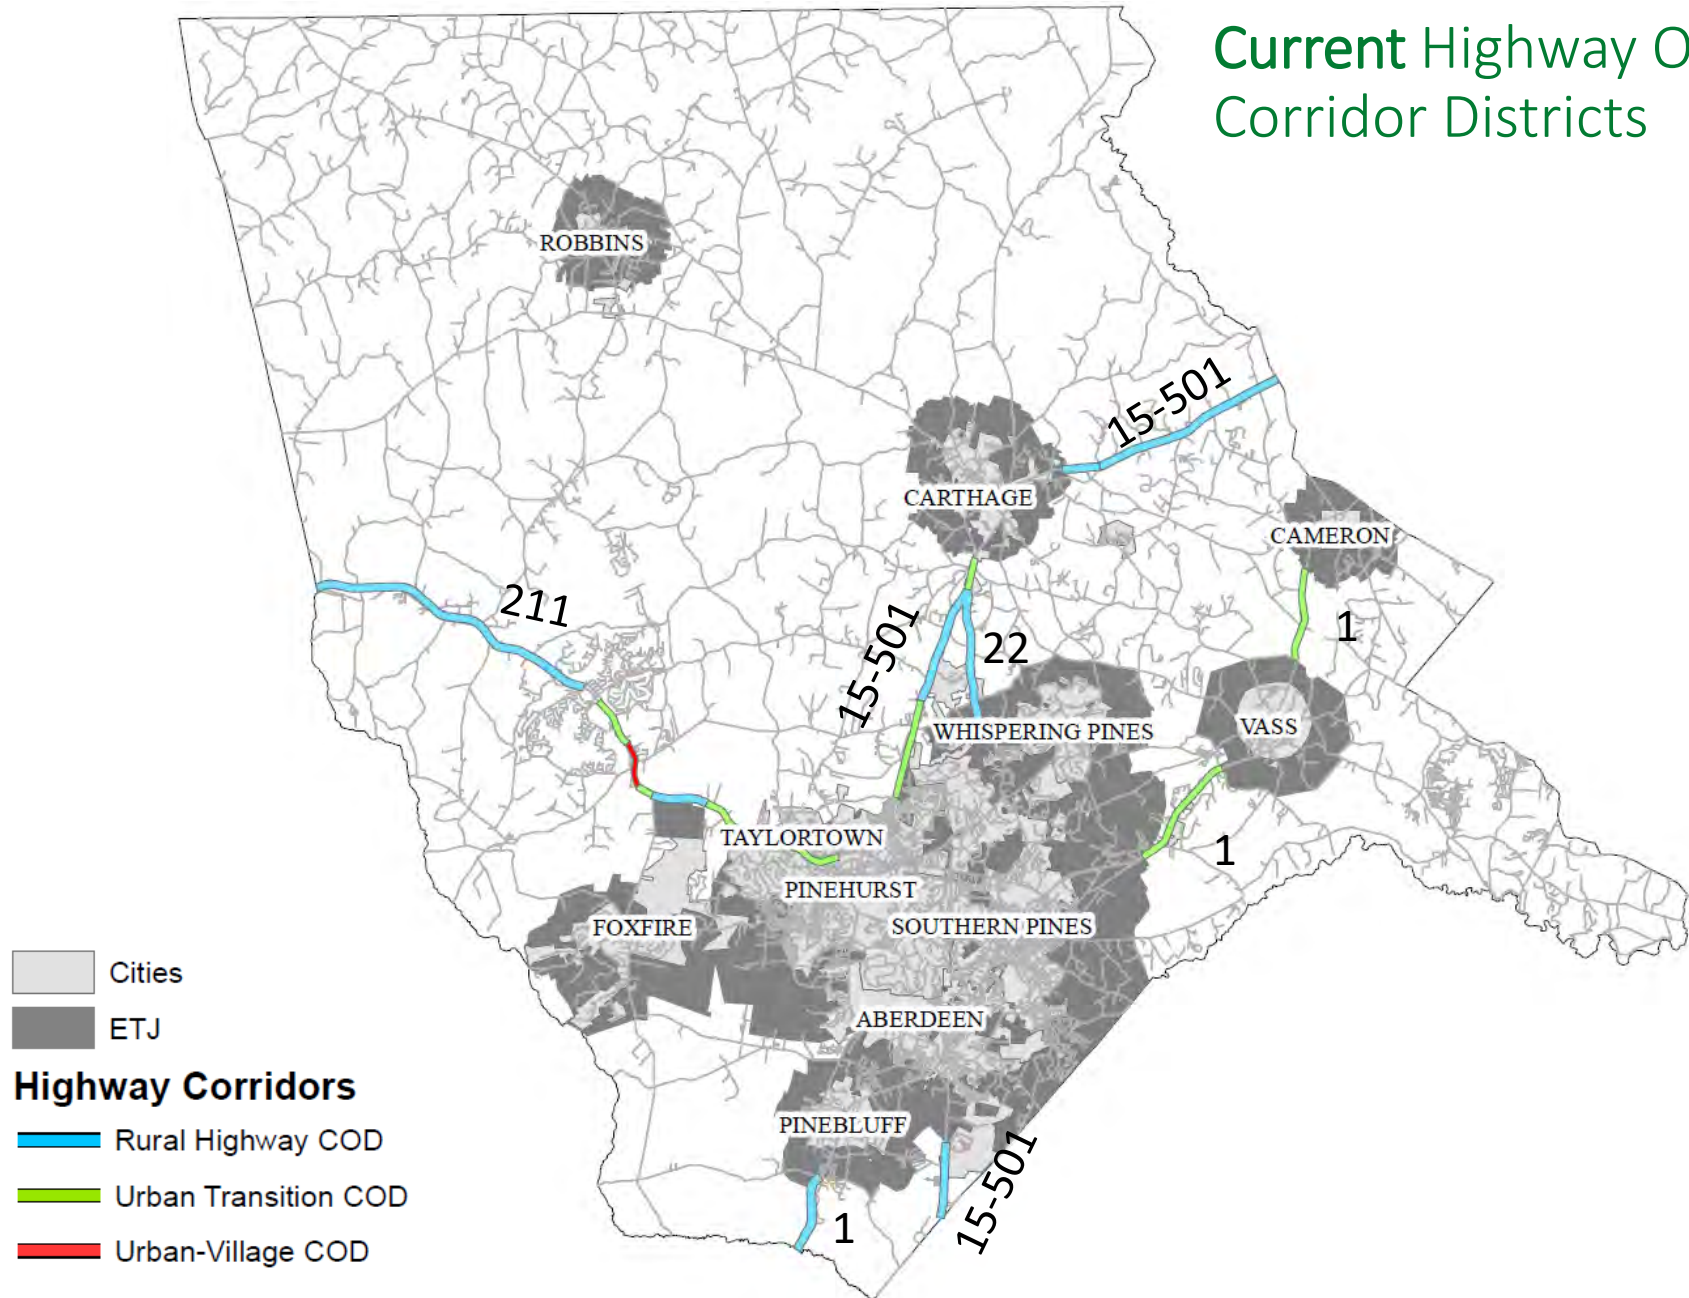 Current Highway O
Corridor Districts
ROBBINS
15-501
CARTHAGE
CAMERON
211
15-501
22
1
WHISPERING PINES
VASS
TAYLORTOWN
1
PINEHURST
FOXFIRE
SOUTHERN PINES
ABERDEEN
PINEBLUFF
15-501
1
Cities
ETJ
Highway Corridors
Rural Highway COD
Urban Transition COD
Urban-Village COD